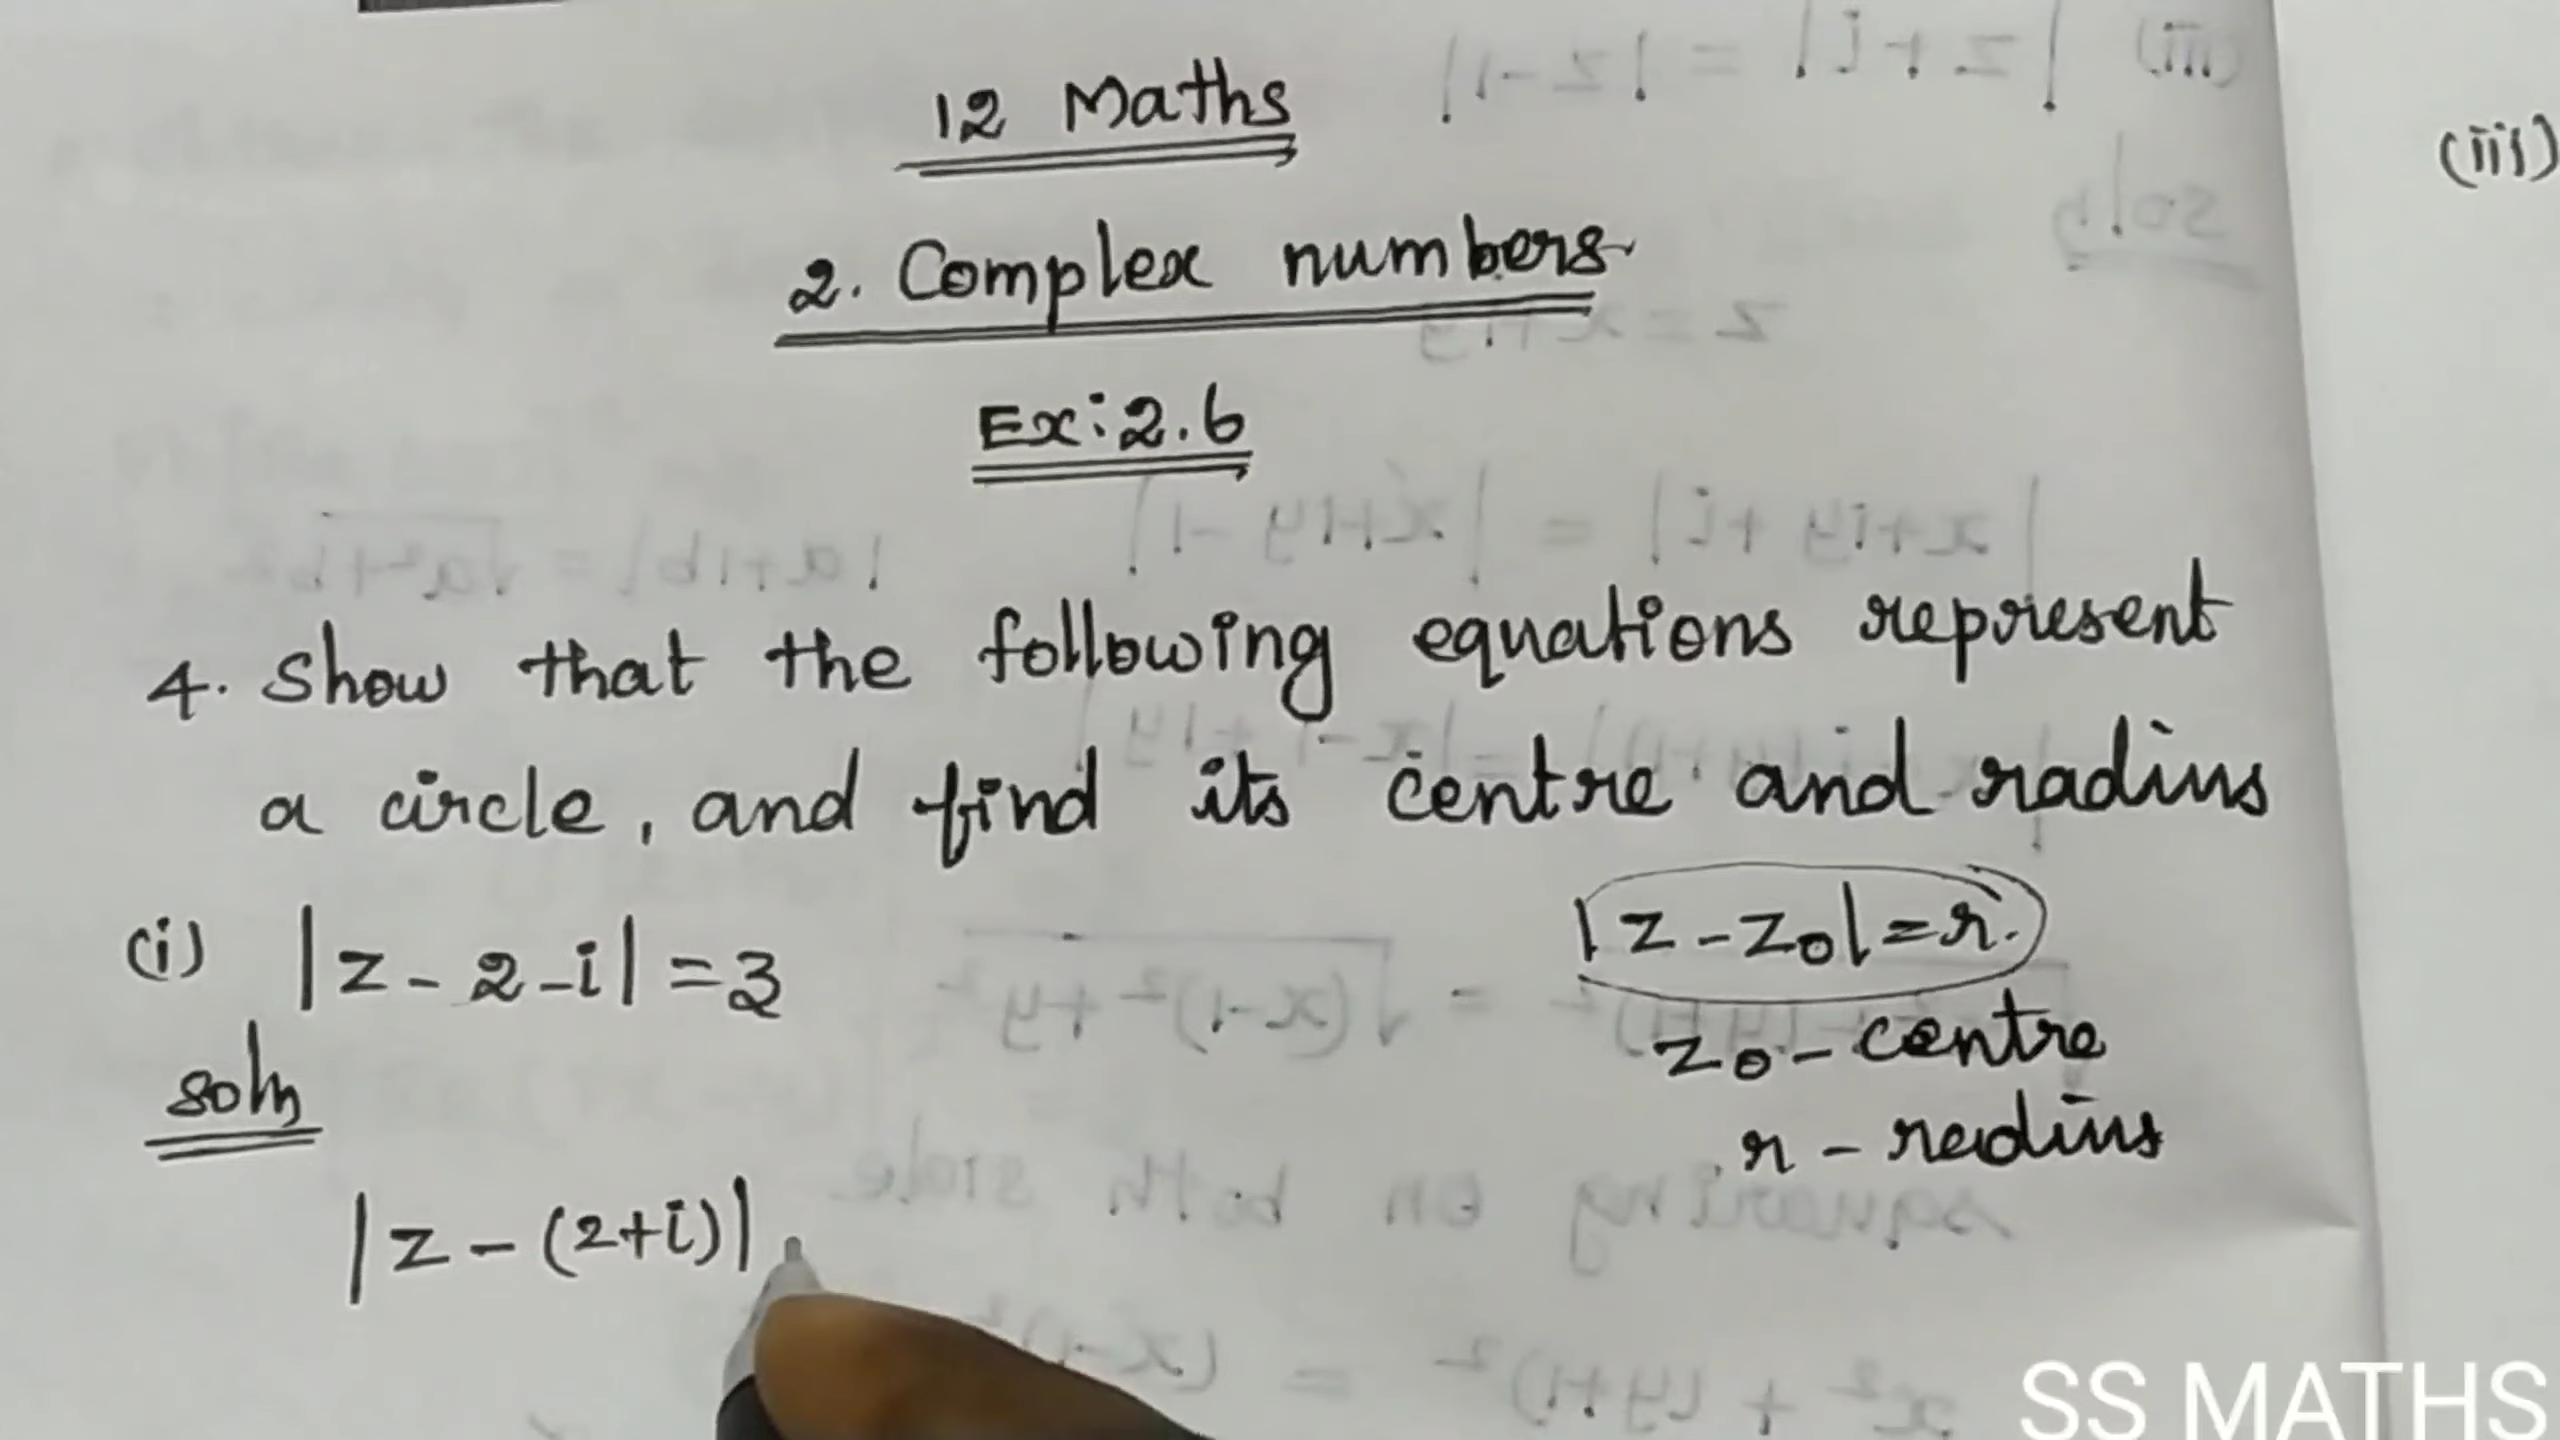 12 Maths
2. Complex numbers
Ex: 2.6
(iii)
4. Show that the following equations represent
a circle, and find its centre and radius
(i) |z - 2 - i| = 3
|z - z₀| = r.
z₀ - centre
r - radius
soln
|z - (2+i)|
SS MATHS